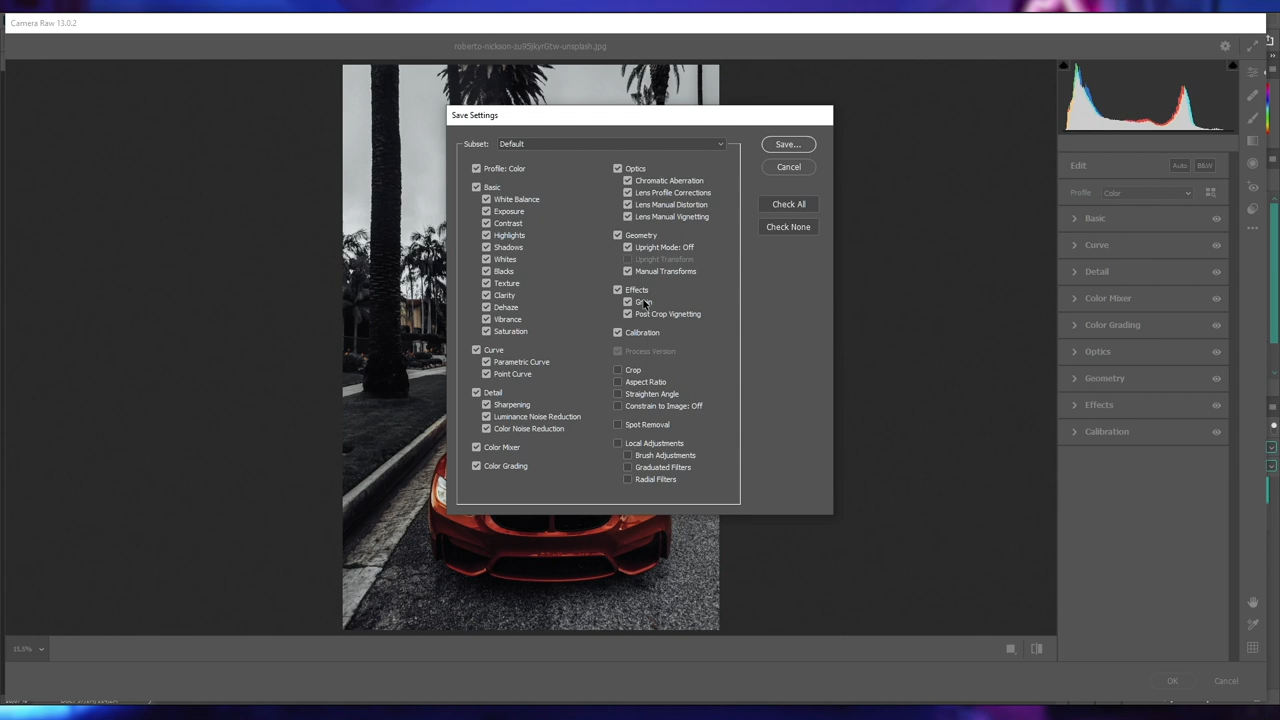 Camera Raw 13.0.2
roberto-nickson-zu95jkyrGtw-unsplash.jpg
Save Settings
Subset: Default
Save...
Cancel
Check All
Check None
Profile: Color
Basic
White Balance
Exposure
Contrast
Highlights
Shadows
Whites
Blacks
Texture
Clarity
Dehaze
Vibrance
Saturation
Curve
Parametric Curve
Point Curve
Detail
Sharpening
Luminance Noise Reduction
Color Noise Reduction
Color Mixer
Color Grading
Optics
Chromatic Aberration
Lens Profile Corrections
Lens Manual Distortion
Lens Manual Vignetting
Geometry
Upright Mode: Off
Upright Transform
Manual Transforms
Effects
Post Crop Vignetting
Calibration
Process Version
Crop
Aspect Ratio
Straighten Angle
Constrain to Image: Off
Spot Removal
Local Adjustments
Brush Adjustments
Graduated Filters
Radial Filters
Edit Auto B&W
Profile Color
Basic
Curve
Detail
Color Mixer
Color Grading
Optics
Geometry
Effects
Calibration
OK
Cancel